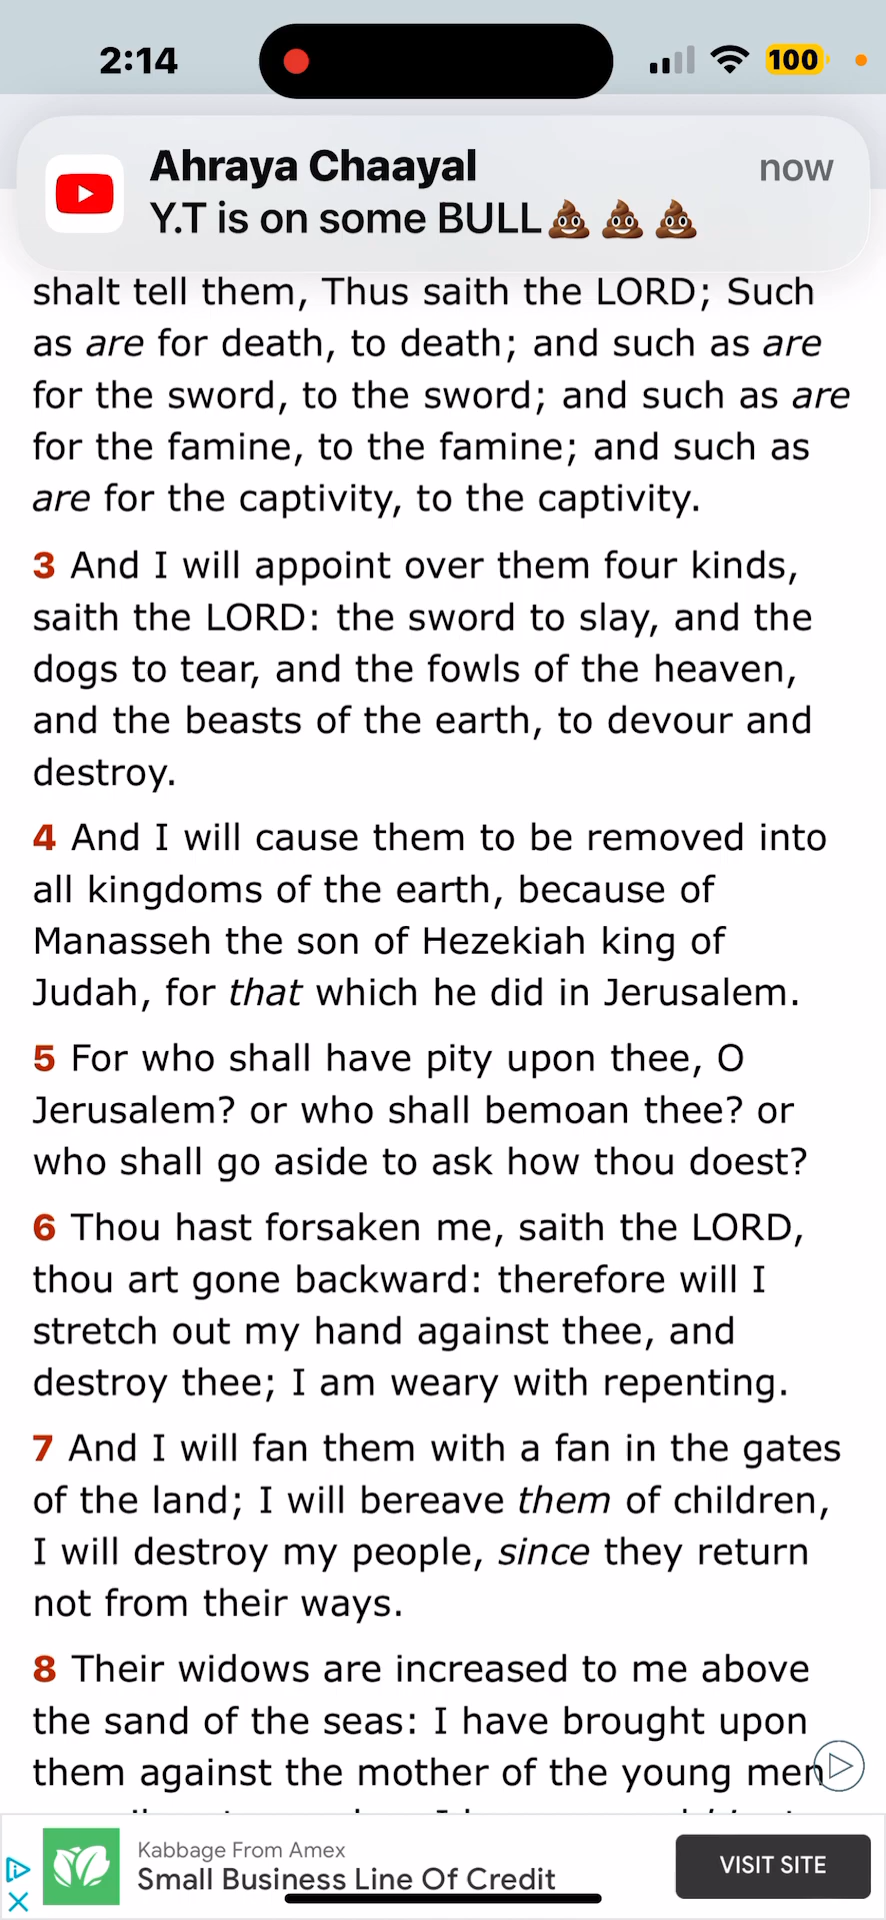 2:14
100
Ahraya Chaayal
now
Y.T is on some BULL💩💩💩
shalt tell them, Thus saith the LORD; Such
as are for death, to death; and such as are
for the sword, to the sword; and such as are
for the famine, to the famine; and such as
are for the captivity, to the captivity.
3 And I will appoint over them four kinds,
saith the LORD: the sword to slay, and the
dogs to tear, and the fowls of the heaven,
and the beasts of the earth, to devour and
destroy.
4 And I will cause them to be removed into
all kingdoms of the earth, because of
Manasseh the son of Hezekiah king of
Judah, for that which he did in Jerusalem.
5 For who shall have pity upon thee, O
Jerusalem? or who shall bemoan thee? or
who shall go aside to ask how thou doest?
6 Thou hast forsaken me, saith the LORD,
thou art gone backward: therefore will I
stretch out my hand against thee, and
destroy thee; I am weary with repenting.
7 And I will fan them with a fan in the gates
of the land; I will bereave them of children,
I will destroy my people, since they return
not from their ways.
8 Their widows are increased to me above
the sand of the seas: I have brought upon
them against the mother of the young men
Kabbage From Amex
Small Business Line Of Credit
VISIT SITE